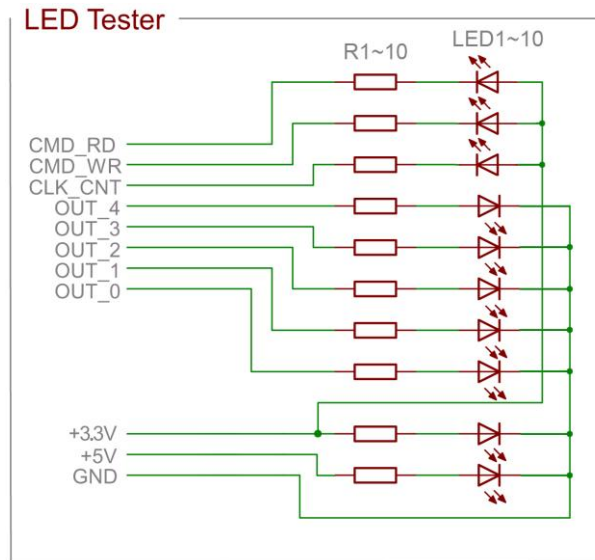 LED Tester
R1~10
LED1~10
CMD_RD
CMD_WR
CLK_CNT
OUT_4
OUT_3
OUT_2
OUT_1
OUT_0
+3.3V
+5V
GND